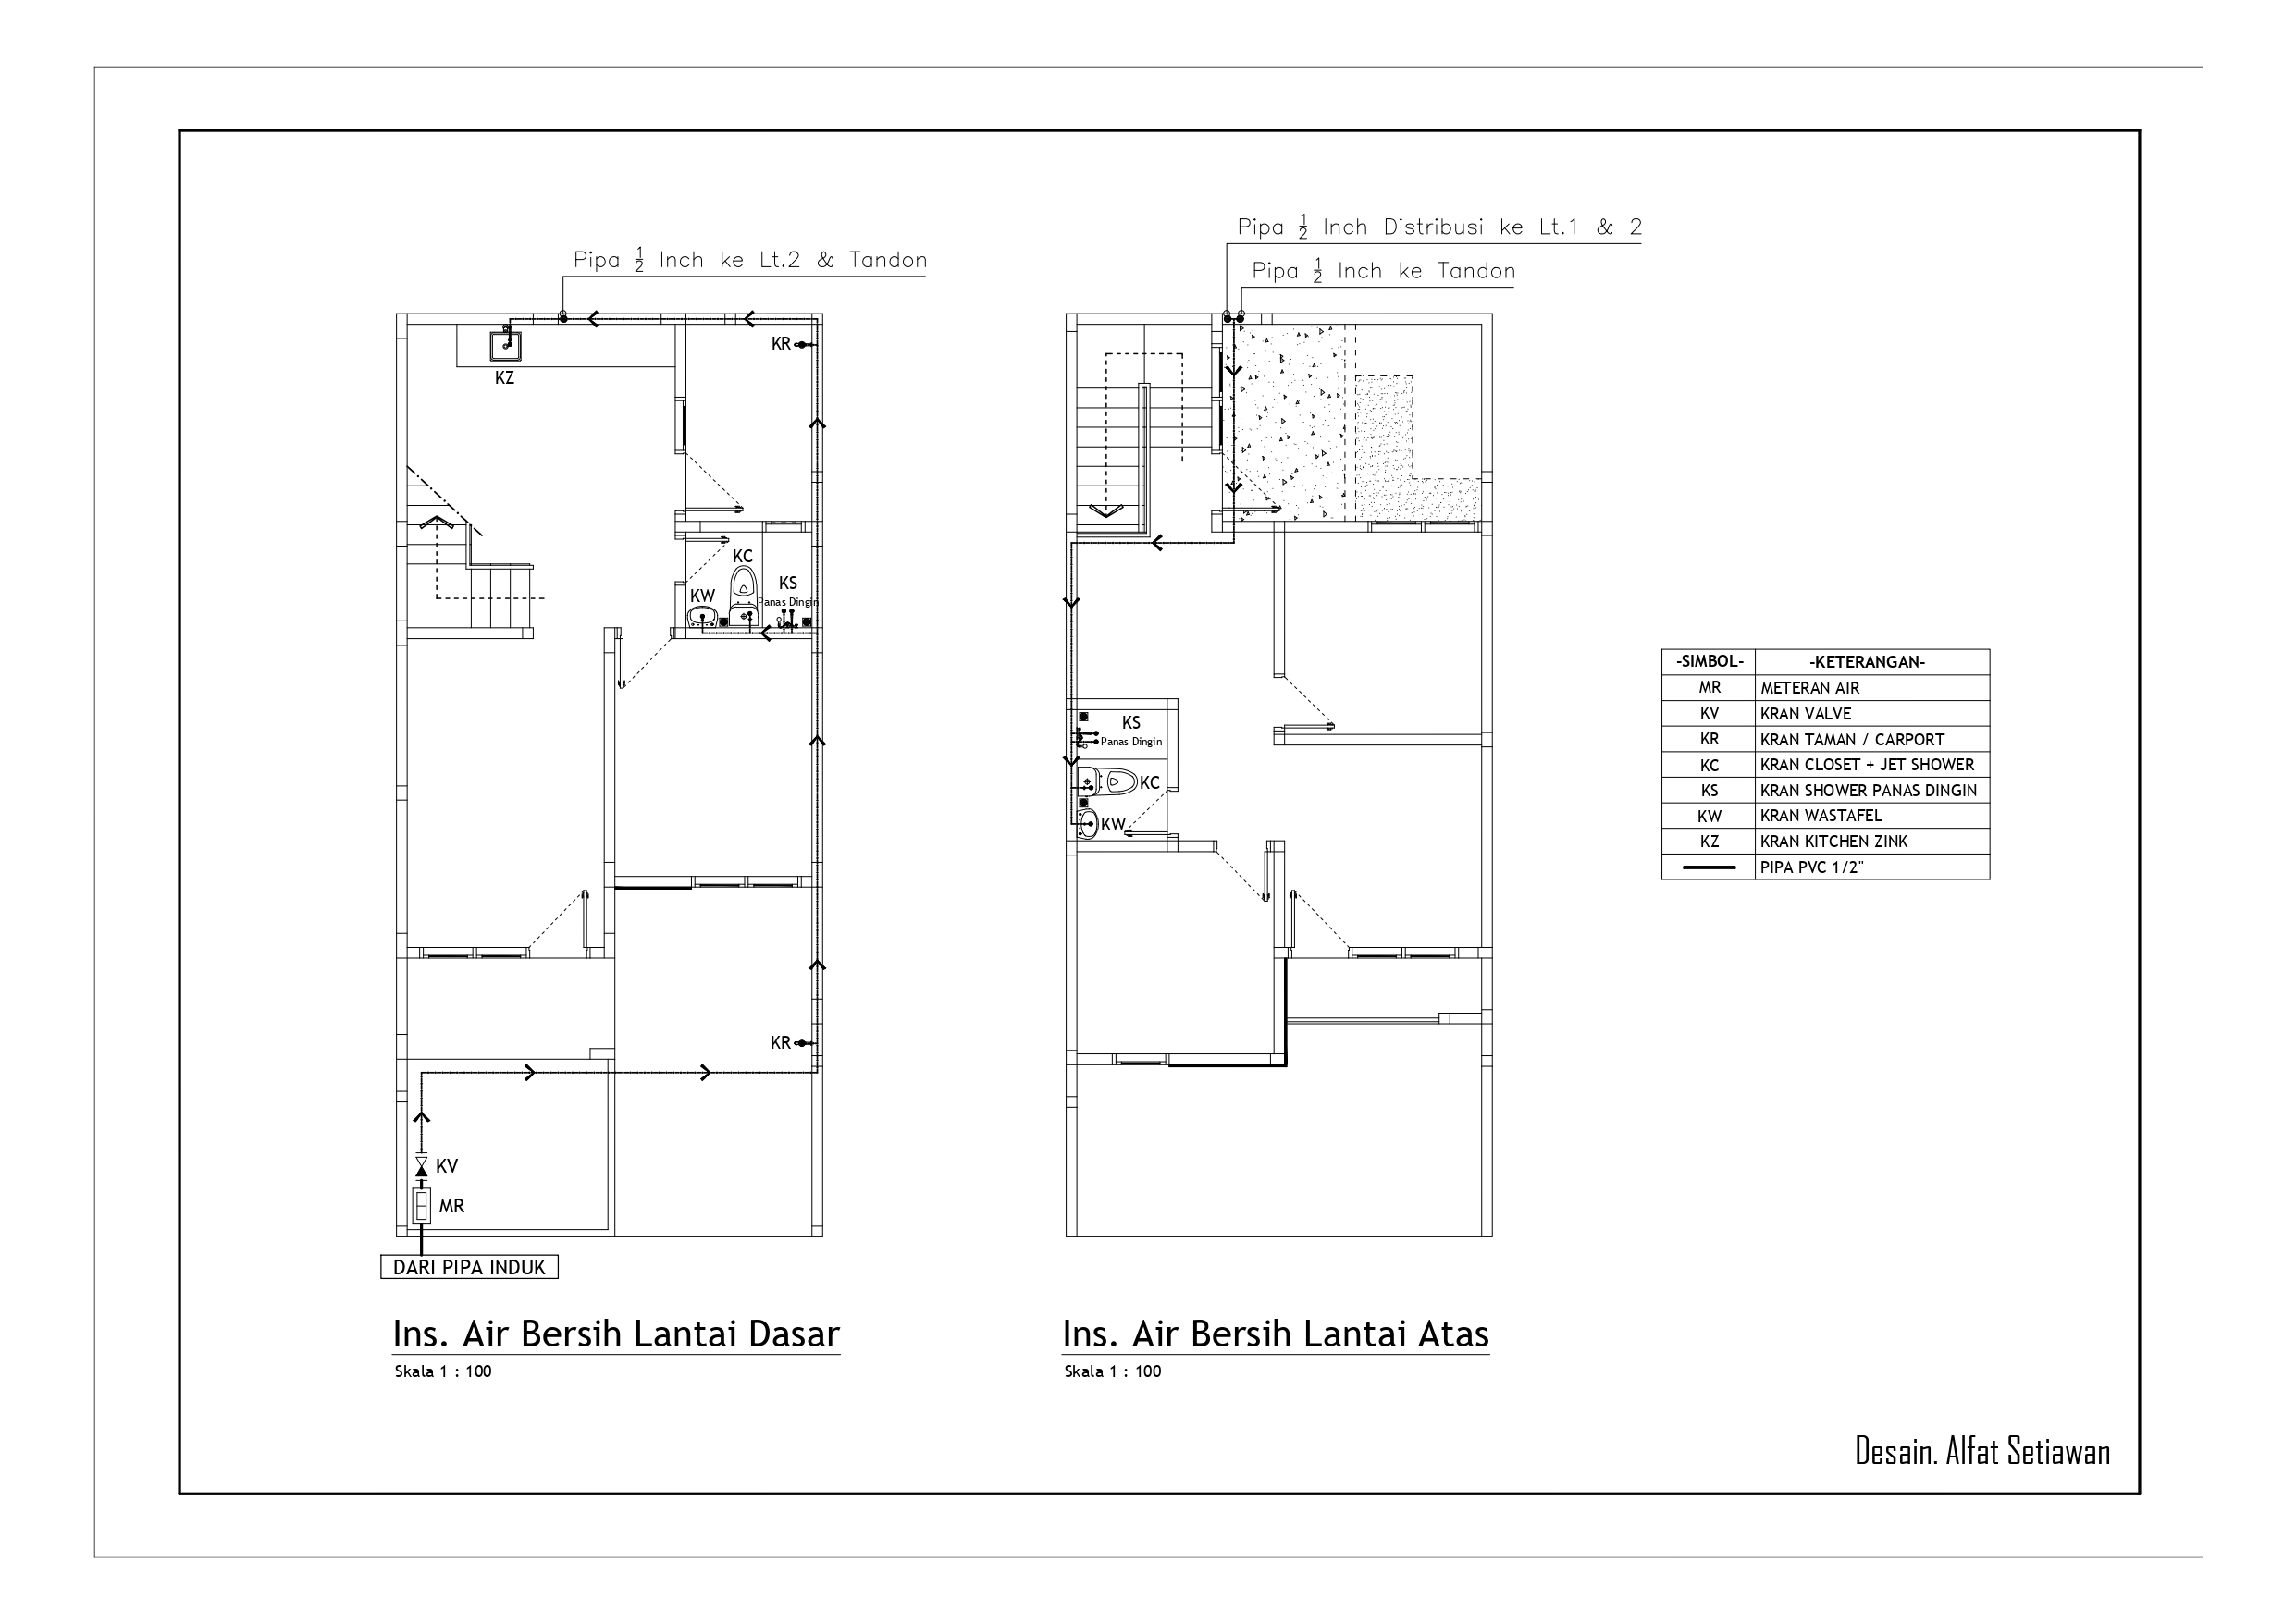 Pipa ½ Inch ke Lt.2 & Tandon
KR
KZ
KC
KS
KW
Panas Dingin
KR
KV
MR
DARI PIPA INDUK
Ins. Air Bersih Lantai Dasar
Skala 1 : 100
Pipa ½ Inch Distribusi ke Lt.1 & 2
Pipa ½ Inch ke Tandon
KS
Panas Dingin
KC
KW
Ins. Air Bersih Lantai Atas
Skala 1 : 100
-SIMBOL- -KETERANGAN-
MR METERAN AIR
KV KRAN VALVE
KR KRAN TAMAN / CARPORT
KC KRAN CLOSET + JET SHOWER
KS KRAN SHOWER PANAS DINGIN
KW KRAN WASTAFEL
KZ KRAN KITCHEN ZINK
PIPA PVC 1/2"
Desain. Alfat Setiawan